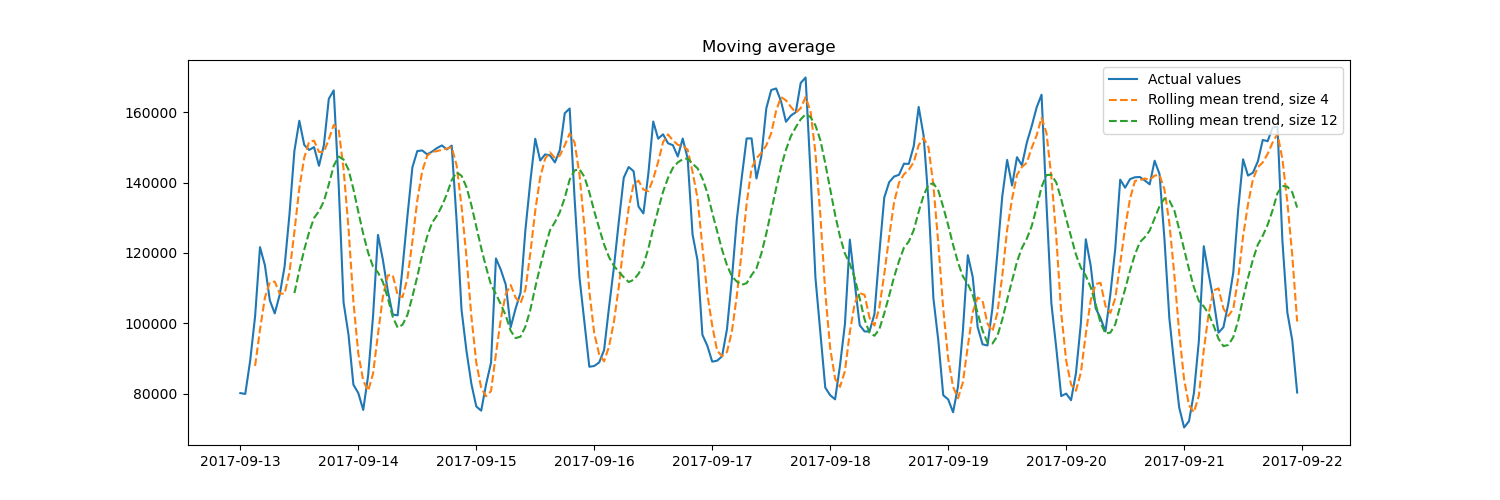 Moving average
Actual values
Rolling mean trend, size 4
Rolling mean trend, size 12
160000
140000
120000
100000
80000
2017-09-13 2017-09-14 2017-09-15 2017-09-16 2017-09-17 2017-09-18 2017-09-19 2017-09-20 2017-09-21 2017-09-22